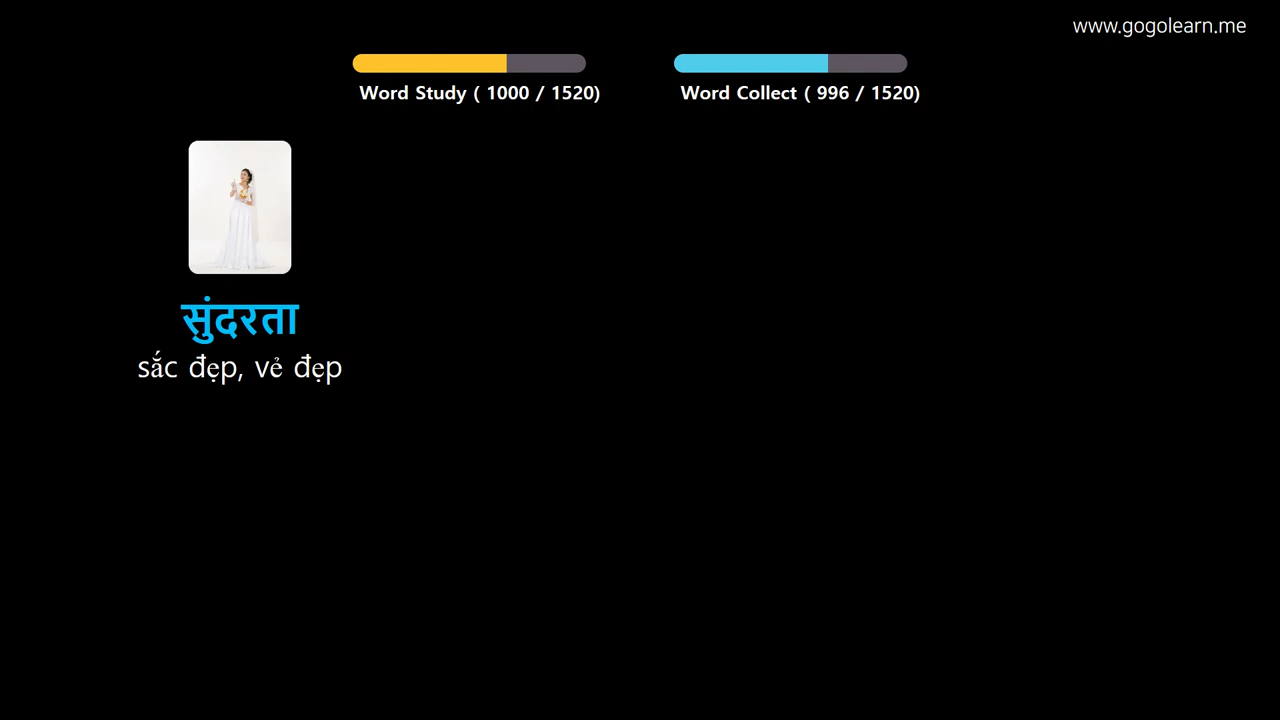 www.gogolearn.me
Word Study ( 1000 / 1520)
Word Collect ( 996 / 1520)
सुंदरता
sắc đẹp, vẻ đẹp